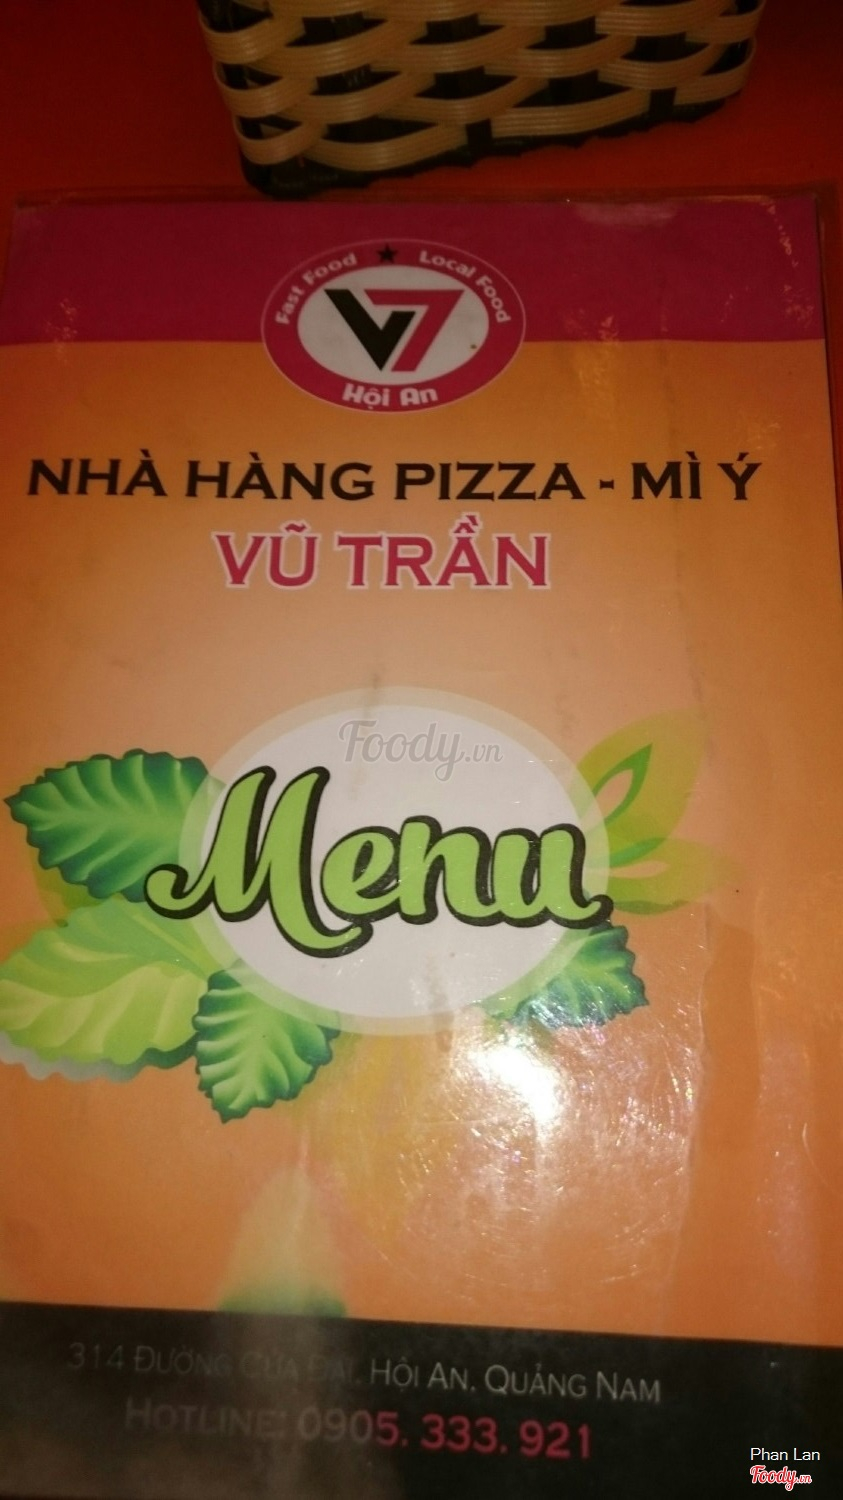 Fast Food ★ Local Food
V7
Hội An
NHÀ HÀNG PIZZA - MÌ Ý
VŨ TRẦN
Foody.vn
Menu
314 ĐƯỜNG CỬA ĐẠI, HỘI AN, QUẢNG NAM
HOTLINE: 0905. 333. 921
Phan Lan
Foody.vn